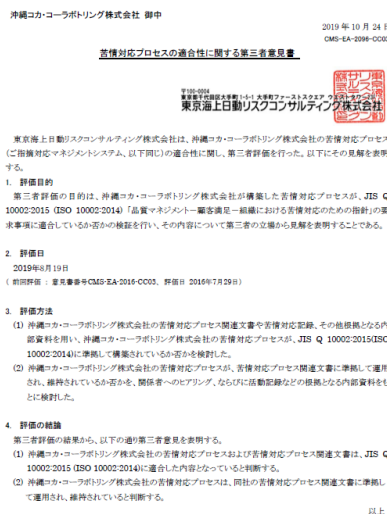 沖縄コカ・コーラボトリング株式会社 御中
2019 年 10 月 24 日
CMS-EA-2096-CC03
苦情対応プロセスの適合性に関する第三者意見書
〒100-0004
東京都千代田区大手町 1-5-1 大手町ファーストスクエア
東京海上日動リスクコンサルティング株式会社
東京海上日動リスクコンサルティング株式会社は、沖縄コカ・コーラボトリング株式会社の苦情対応プロセス
(ご指摘対応マネジメントシステム、以下同じ)の適合性に関し、第三者評価を行った。以下にその見解を表明
する。
1. 評価目的
第三者評価の目的は、沖縄コカ・コーラボトリング株式会社が構築した苦情対応プロセスが、JIS Q
10002:2015 (ISO 10002:2014)「品質マネジメント－顧客満足－組織における苦情対応のための指針」の要
求事項に適合しているか否かの検証を行い、その内容について第三者の立場から見解を表明することである。
2. 評価日
2019年8月19日
( 前回評価 : 意見書番号CMS-EA-2016-CC03、評価日 2016年7月29日)
3. 評価方法
(1) 沖縄コカ・コーラボトリング株式会社の苦情対応プロセス関連文書や苦情対応記録、その他根拠となる内
部資料を用い、沖縄コカ・コーラボトリング株式会社の苦情対応プロセスが、JIS Q 10002:2015(ISO
10002:2014)に準拠して構築されているか否かを検討した。
(2) 沖縄コカ・コーラボトリング株式会社の苦情対応プロセスが、苦情対応プロセス関連文書に準拠して運用
され、維持されているか否かを、関係者へのヒアリング、ならびに活動記録などの根拠となる内部資料をも
とに検討した。
4. 評価の結論
第三者評価の結果から、以下の通り第三者意見を表明する。
(1) 沖縄コカ・コーラボトリング株式会社の苦情対応プロセスおよび苦情対応プロセス関連文書は、JIS Q
10002:2015 (ISO 10002:2014)に適合した内容となっていると判断する。
(2) 沖縄コカ・コーラボトリング株式会社の苦情対応プロセスは、同社の苦情対応プロセス関連文書に準拠し
て運用され、維持されていると判断する。
以上